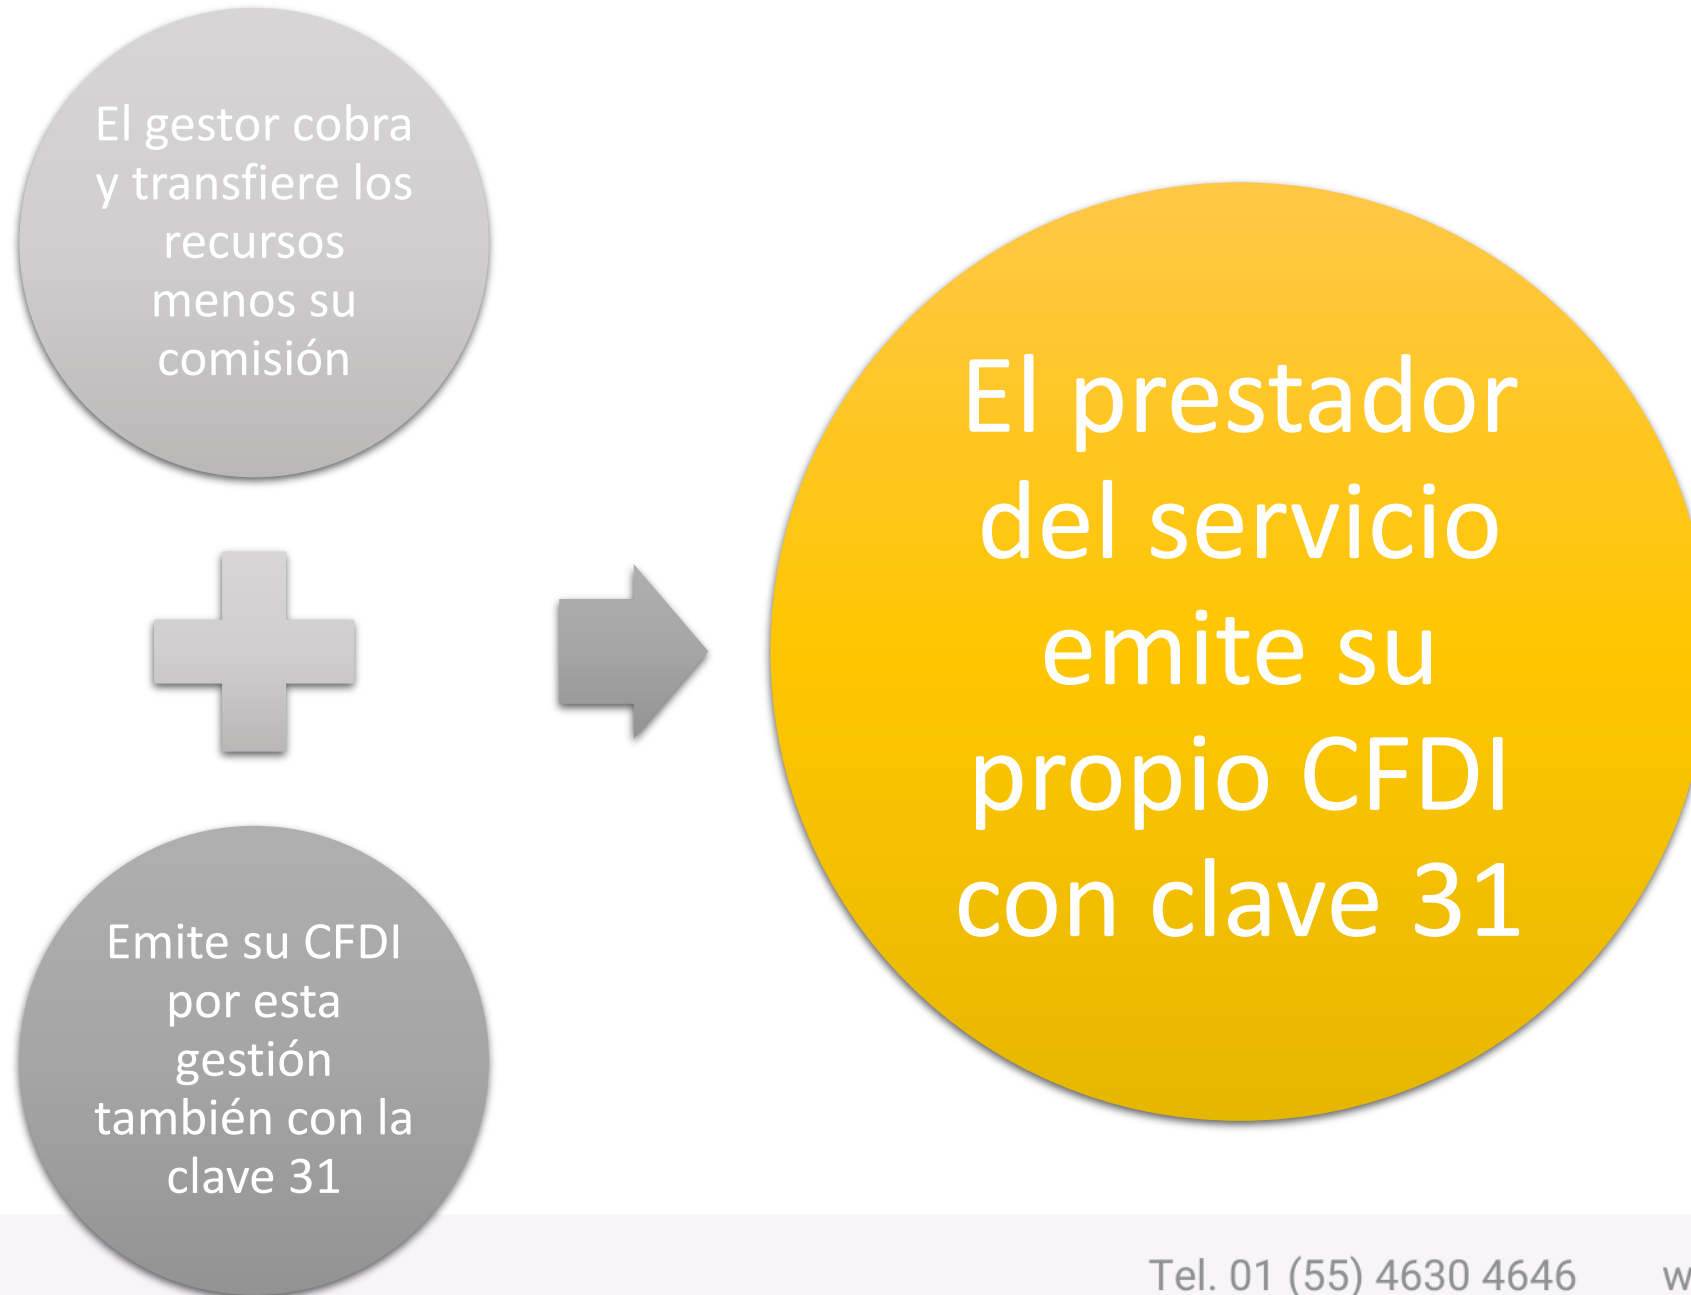 El gestor cobra
y transfiere los
recursos
menos su
comisión
Emite su CFDI
por esta
gestión
también con la
clave 31
El prestador
del servicio
emite su
propio CFDI
con clave 31
Tel. 01 (55) 4630 4646